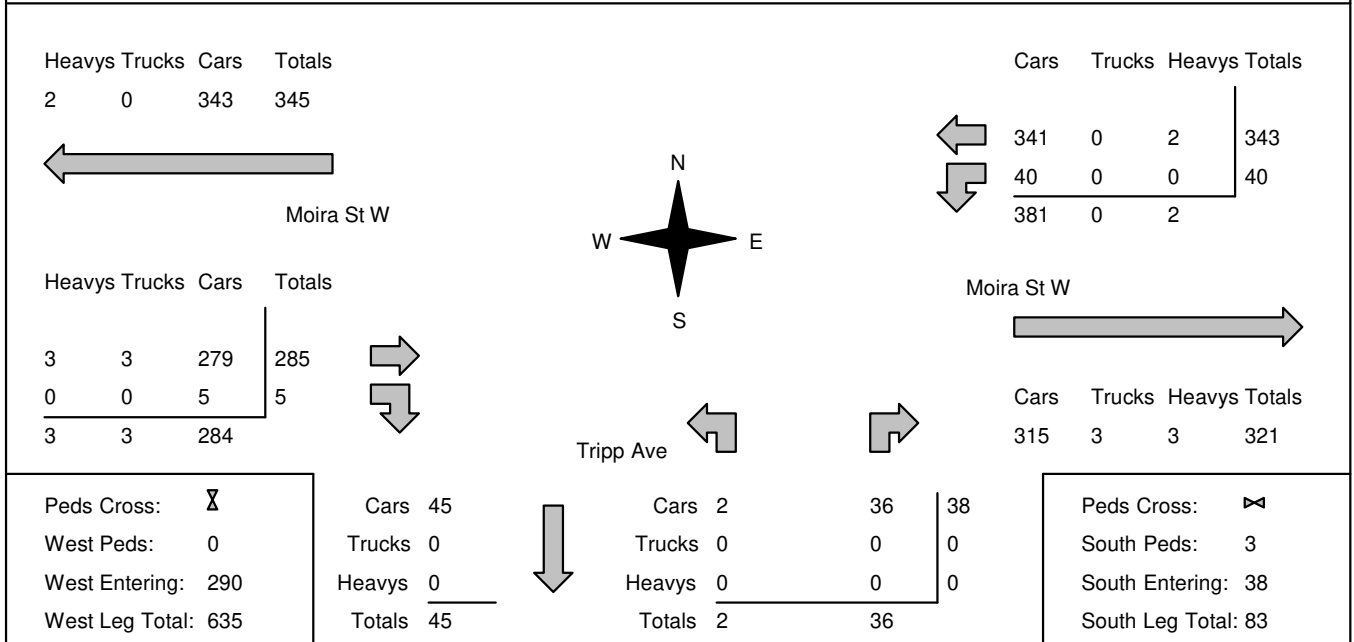 Heavys Trucks Cars Totals
2 0 343 345
Cars Trucks Heavys Totals
341 0 2 343
40 0 0 40
381 0 2
Moira St W
N
W E
S
Heavys Trucks Cars Totals
3 3 279 285
0 0 5 5
3 3 284
Moira St W
Cars Trucks Heavys Totals
315 3 3 321
Tripp Ave
Peds Cross:
West Peds: 0
West Entering: 290
West Leg Total: 635
Cars 45
Trucks 0
Heavys 0
Totals 45
Cars 2 36 38
Trucks 0 0 0
Heavys 0 0 0
Totals 2 36
Peds Cross:
South Peds: 3
South Entering: 38
South Leg Total: 83